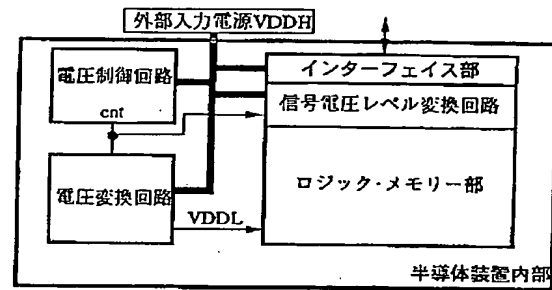 外部入力電源VDDH
電圧制御回路
cnt
電圧変換回路
VDDL
インターフェイス部
信号電圧レベル変換回路
ロジック・メモリー部
半導体装置内部